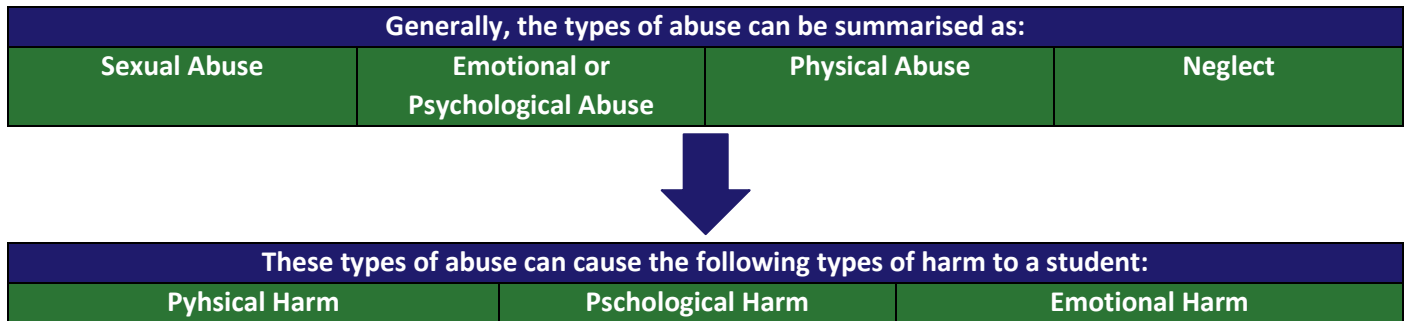 Generally, the types of abuse can be summarised as:
Sexual Abuse
Emotional or
Psychological Abuse
Physical Abuse
Neglect
These types of abuse can cause the following types of harm to a student:
Pyhsical Harm
Pschological Harm
Emotional Harm